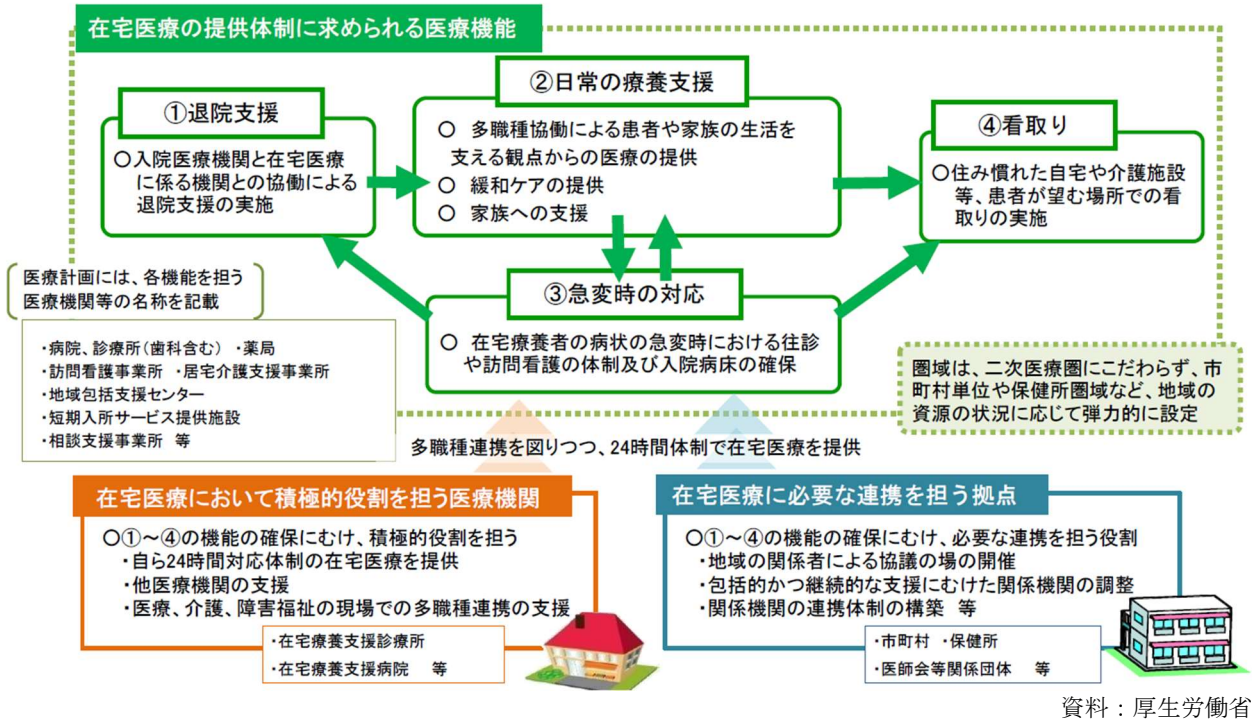 在宅医療の提供体制に求められる医療機能
①退院支援
〇入院医療機関と在宅医療
に係る機関との協働による
退院支援の実施
②日常の療養支援
〇 多職種協働による患者や家族の生活を
支える観点からの医療の提供
〇 緩和ケアの提供
〇 家族への支援
③急変時の対応
〇 在宅療養者の病状の急変時における往診
や訪問看護の体制及び入院病床の確保
④看取り
〇住み慣れた自宅や介護施設
等、患者が望む場所での看
取りの実施
医療計画には、各機能を担う
医療機関等の名称を記載
・病院、診療所(歯科含む) ・薬局
・訪問看護事業所 ・居宅介護支援事業所
・地域包括支援センター
・短期入所サービス提供施設
・相談支援事業所 等
圏域は、二次医療圏にこだわらず、市
町村単位や保健所圏域など、地域の
資源の状況に応じて弾力的に設定
多職種連携を図りつつ、24時間体制で在宅医療を提供
在宅医療において積極的役割を担う医療機関
〇①~④の機能の確保にむけ、積極的役割を担う
・自ら24時間対応体制の在宅医療を提供
・他医療機関の支援
・医療、介護、障害福祉の現場での多職種連携の支援
・在宅療養支援診療所
・在宅療養支援病院 等
在宅医療に必要な連携を担う拠点
〇①~④の機能の確保にむけ、必要な連携を担う役割
・地域の関係者による協議の場の開催
・包括的かつ継続的な支援にむけた関係機関の調整
・関係機関の連携体制の構築 等
・市町村 ・保健所
・医師会等関係団体 等
資料:厚生労働省